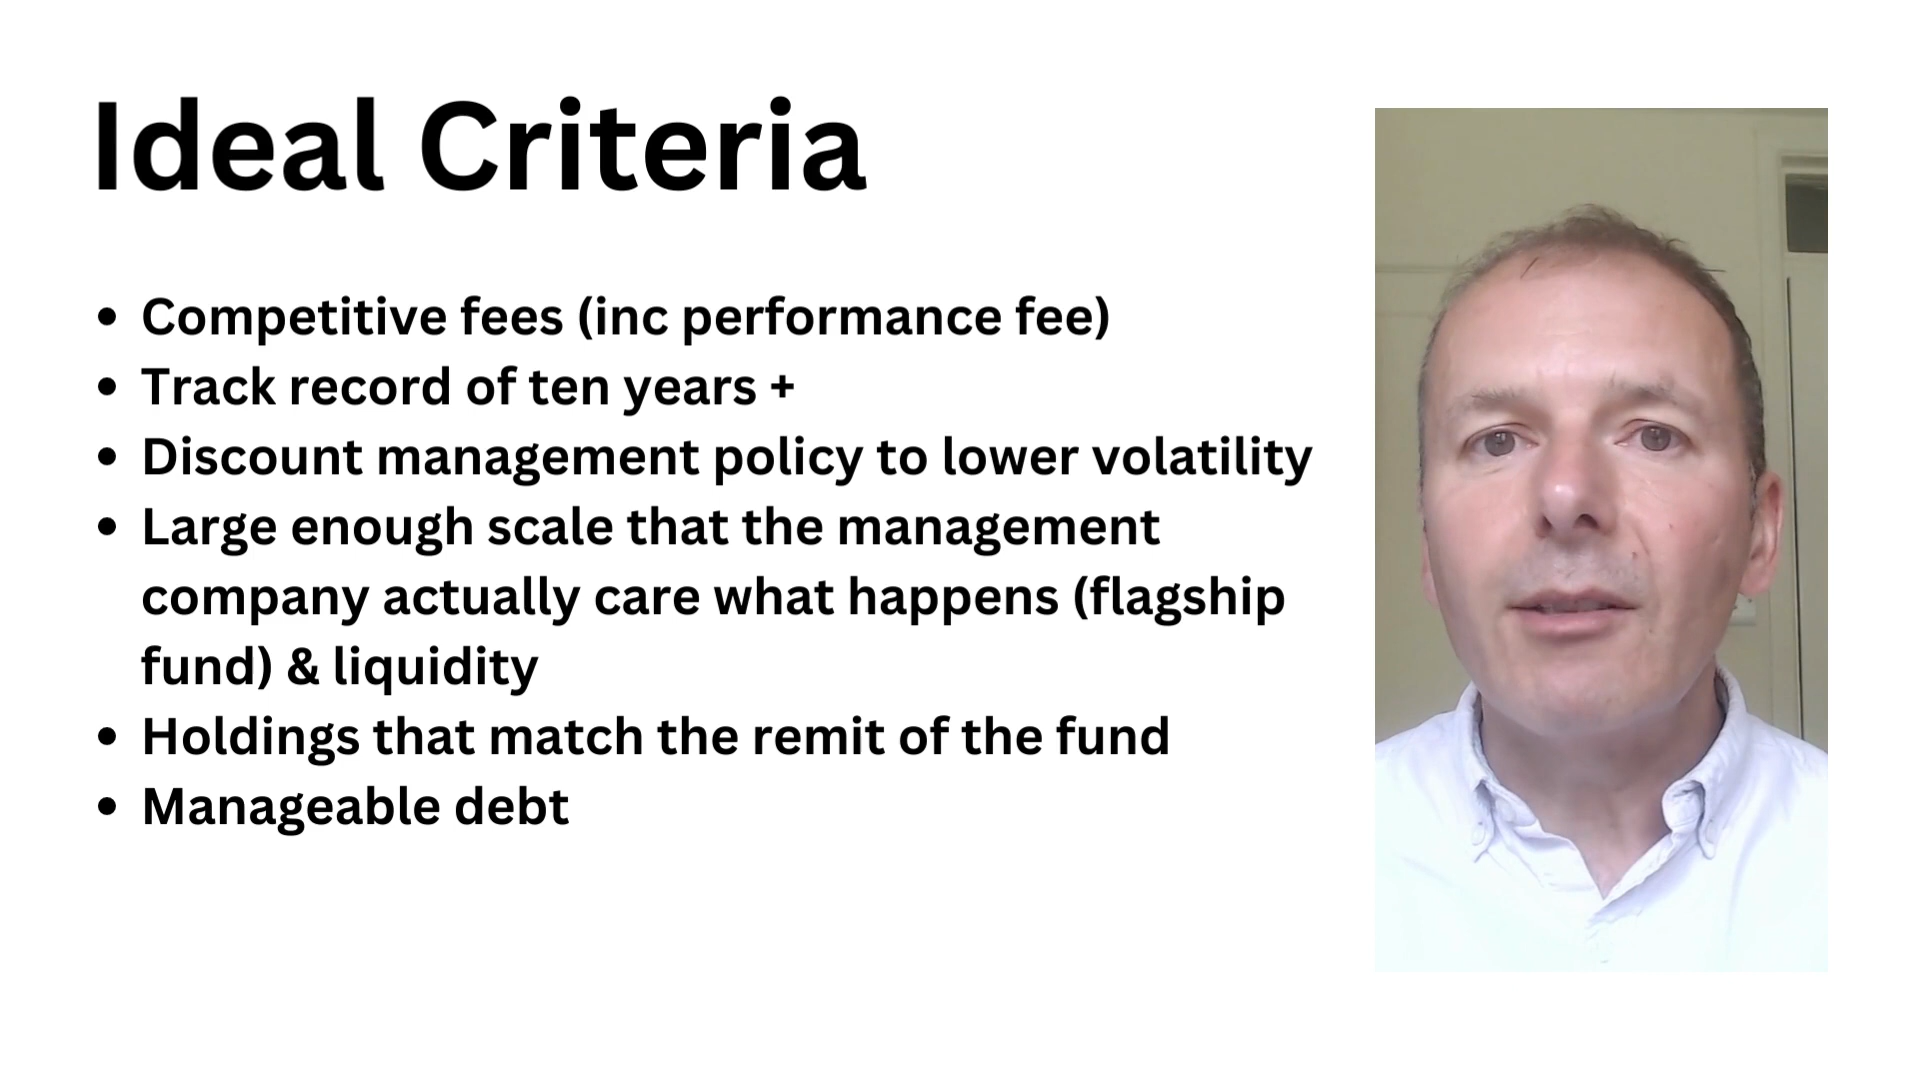 Ideal Criteria
• Competitive fees (inc performance fee)
• Track record of ten years +
• Discount management policy to lower volatility
• Large enough scale that the management
company actually care what happens (flagship
fund) & liquidity
• Holdings that match the remit of the fund
• Manageable debt